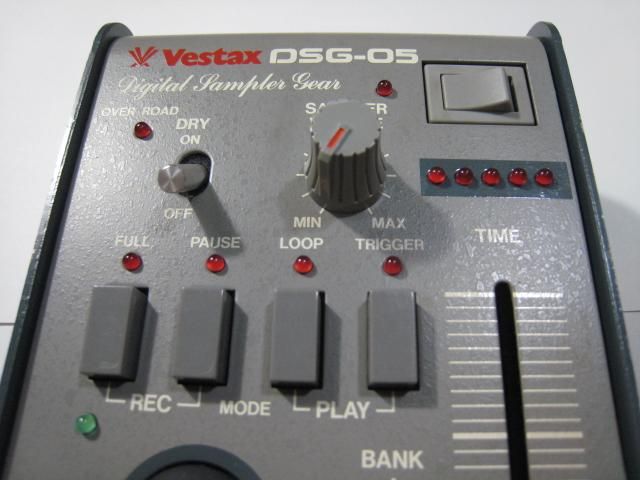 Vestax DSG-05
Digital Sampler Gear
OVER ROAD
DRY
ON
OFF
MIN
MAX
FULL
PAUSE
LOOP
TRIGGER
TIME
REC
MODE
PLAY
BANK